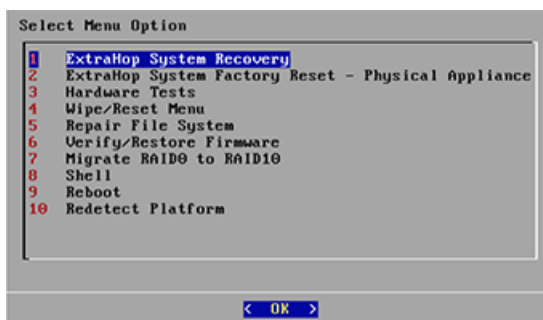 Select Menu Option
1 ExtraHop System Recovery
2 ExtraHop System Factory Reset - Physical Appliance
3 Hardware Tests
4 Wipe/Reset Menu
5 Repair File System
6 Verify/Restore Firmware
7 Migrate RAID0 to RAID10
8 Shell
9 Reboot
10 Redetect Platform
< OK >